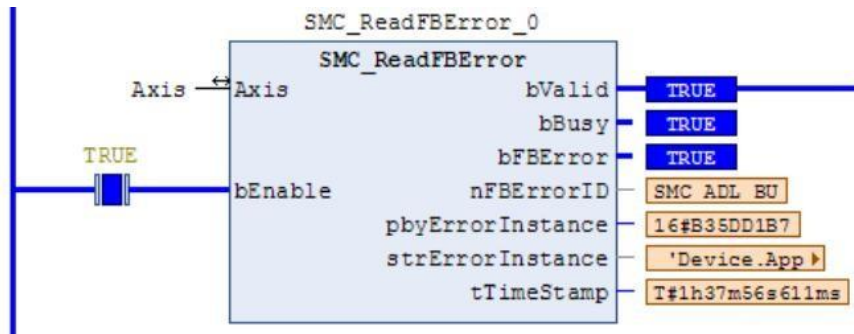 SMC_ReadFBError_0
SMC_ReadFBError
Axis Axis bValid TRUE
bBusy TRUE
TRUE bFBError TRUE
bEnable nFBErrorID SMC ADL BU
pbyErrorInstance 16#B35DD1B7
strErrorInstance 'Device.App
tTimeStamp T#1h37m56s611ms